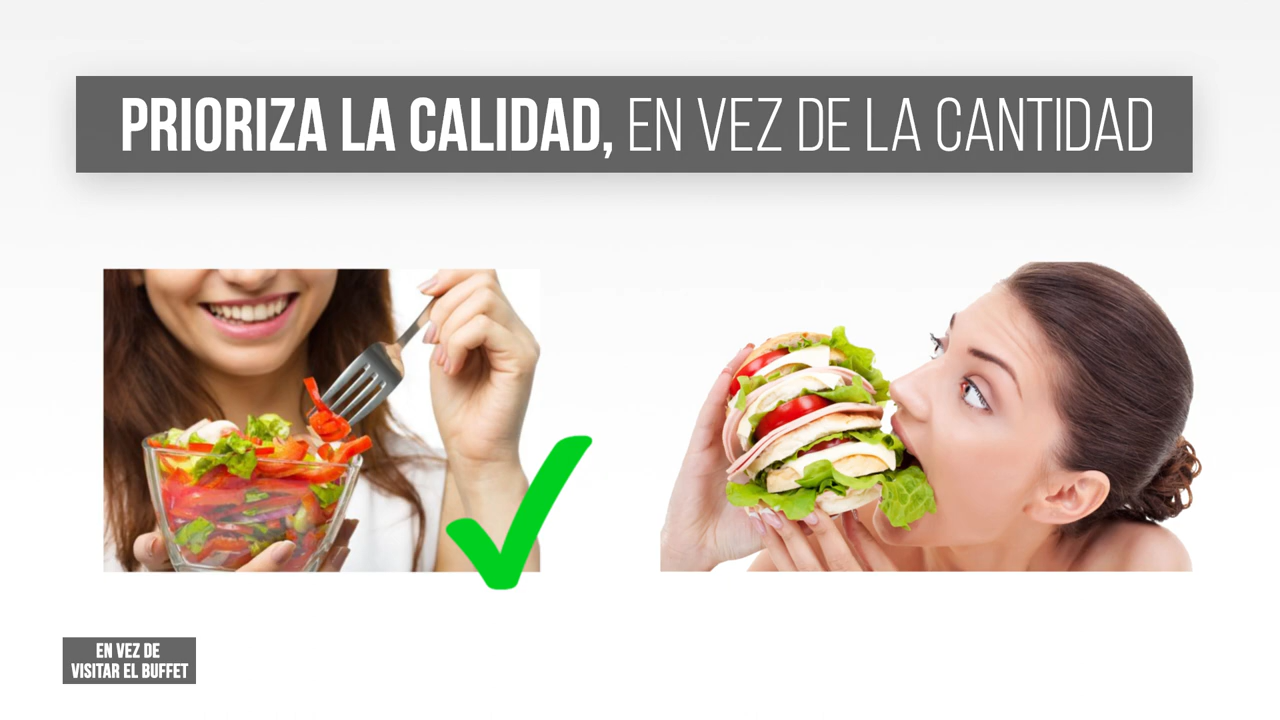 PRIORIZA LA CALIDAD, EN VEZ DE LA CANTIDAD
EN VEZ DE
VISITAR EL BUFFET